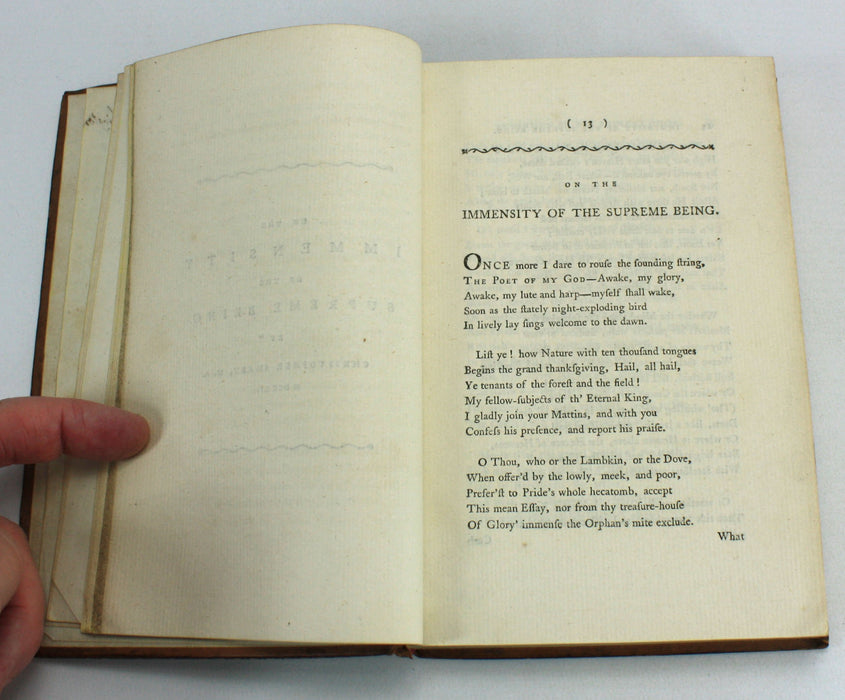 ( 13 )
ON THE
IMMENSITY OF THE SUPREME BEING.
ONCE more I dare to rouſe the ſounding ſtring,
THE POET OF MY GOD—Awake, my glory,
Awake, my lute and harp—myſelf ſhall wake,
Soon as the ſtately night-exploding bird
In lively lay ſings welcome to the dawn.
Liſt ye ! how Nature with ten thouſand tongues
Begins the grand thankſgiving, Hail, all hail,
Ye tenants of the foreſt and the field !
My fellow-ſubjects of th' Eternal King,
I gladly join your Mattins, and with you
Confeſs his preſence, and report his praiſe.
O Thou, who or the Lambkin, or the Dove,
When offer'd by the lowly, meek, and poor,
Prefer'ſt to Pride's whole hecatomb, accept
This mean Eſſay, nor from thy treaſure-houſe
Of Glory' immenſe the Orphan's mite exclude.
What